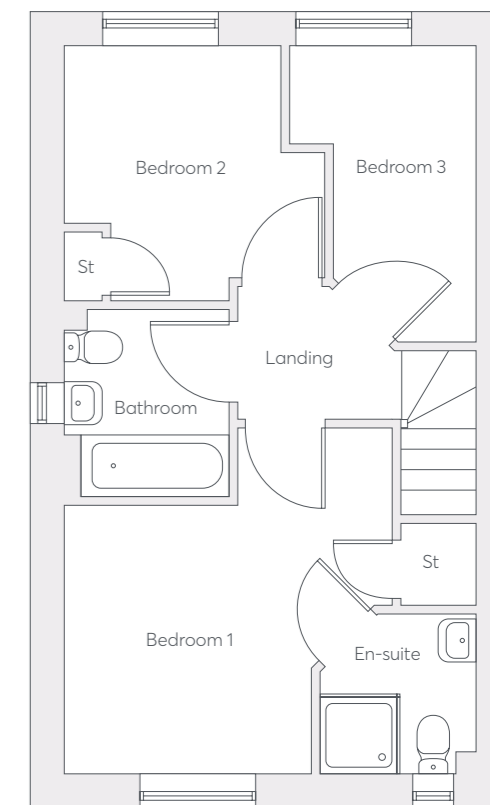 Bedroom 2
Bedroom 3
St
Landing
Bathroom
St
Bedroom 1
En-suite